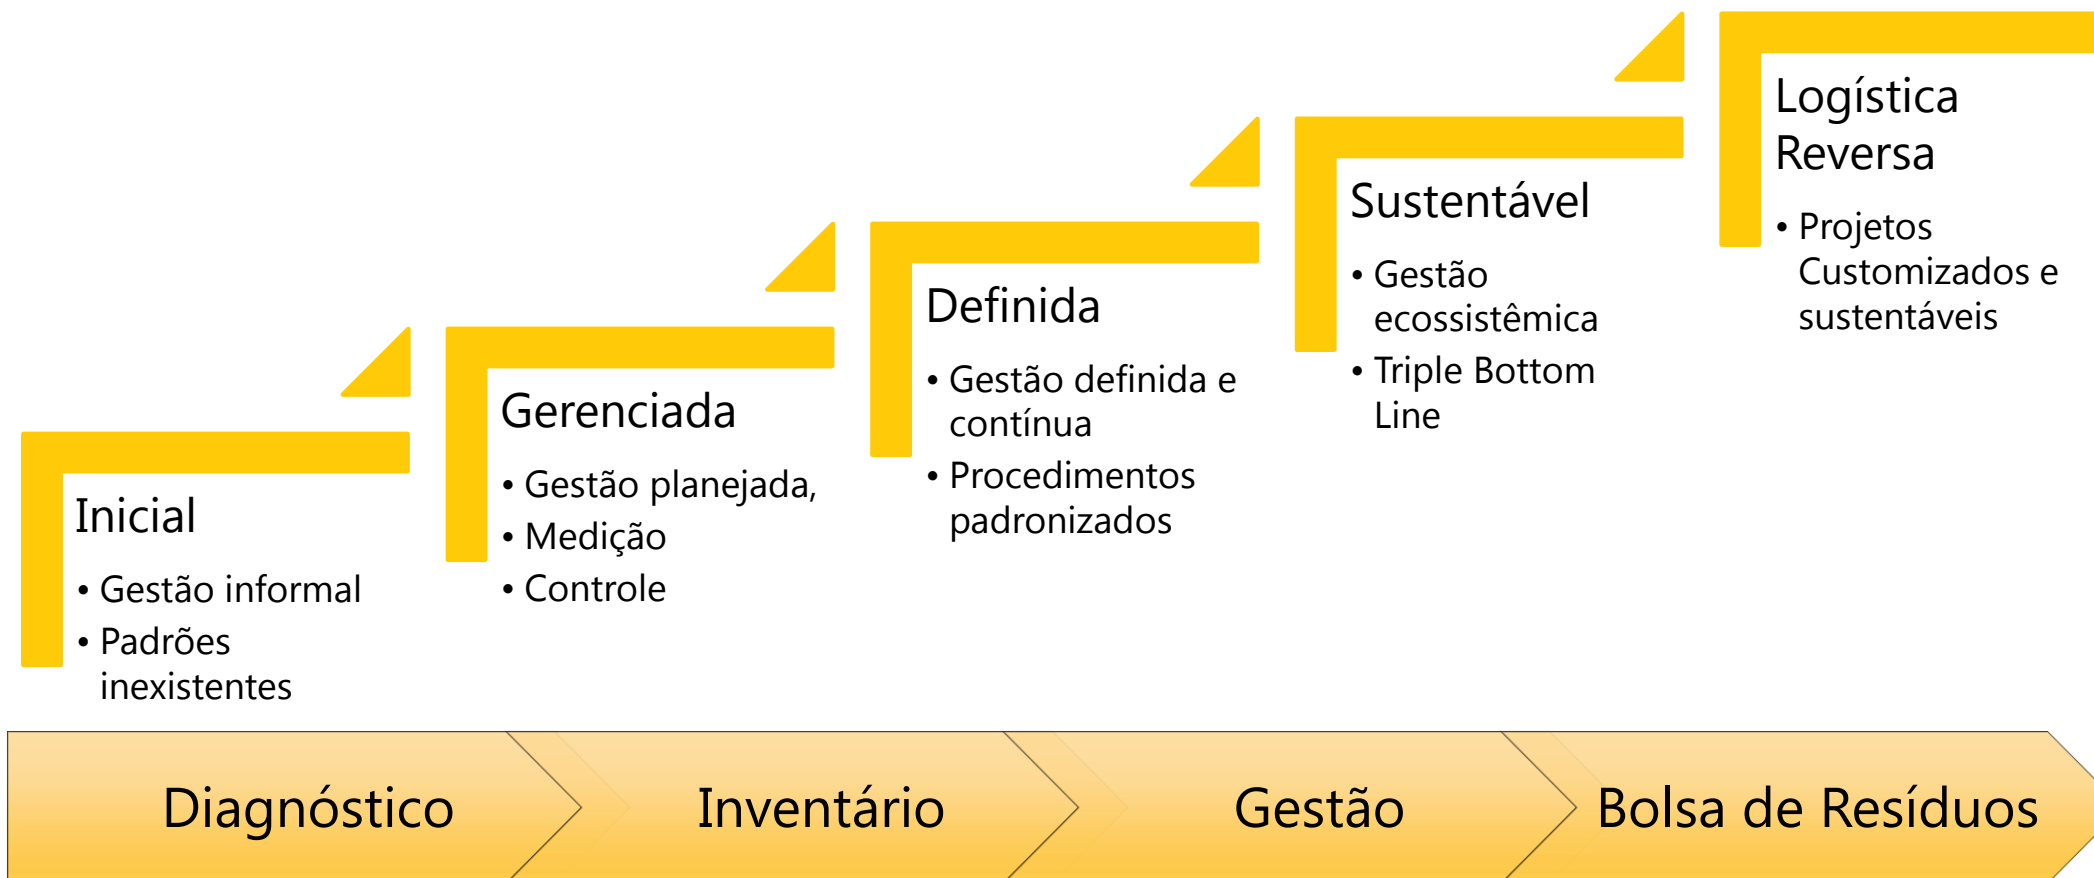 Inicial
• Gestão informal
• Padrões
inexistentes
Gerenciada
• Gestão planejada,
• Medição
• Controle
Definida
• Gestão definida e
contínua
• Procedimentos
padronizados
Sustentável
• Gestão
ecossistêmica
• Triple Bottom
Line
Logística
Reversa
• Projetos
Customizados e
sustentáveis
Diagnóstico
Inventário
Gestão
Bolsa de Resíduos